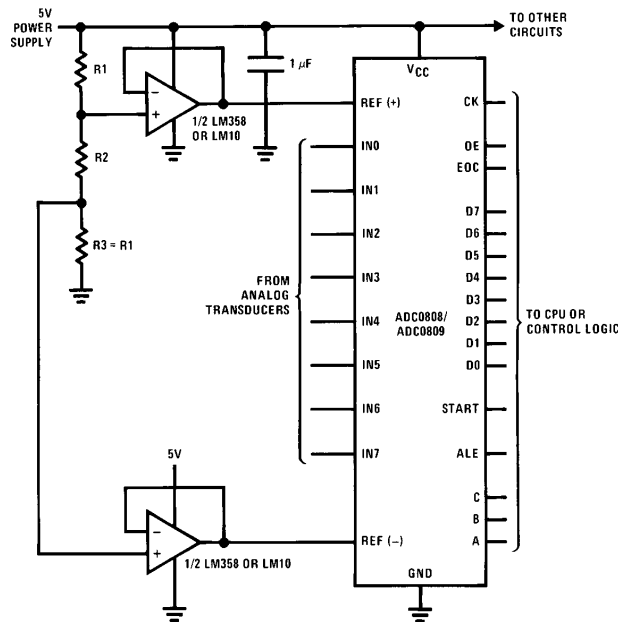 5V
POWER
SUPPLY
TO OTHER
CIRCUITS
R1
1 μF
VCC
−
+
1/2 LM358
OR LM10
REF (+)
CK
R2
IN0
OE
EOC
IN1
R3 = R1
D7
IN2
D6
D5
FROM
ANALOG
TRANSDUCERS
IN3
D4
D3
ADC0808/
ADC0809
TO CPU OR
CONTROL LOGIC
IN4
D2
D1
IN5
D0
IN6
START
IN7
ALE
5V
C
B
−
+
1/2 LM358 OR LM10
REF (−)
A
GND